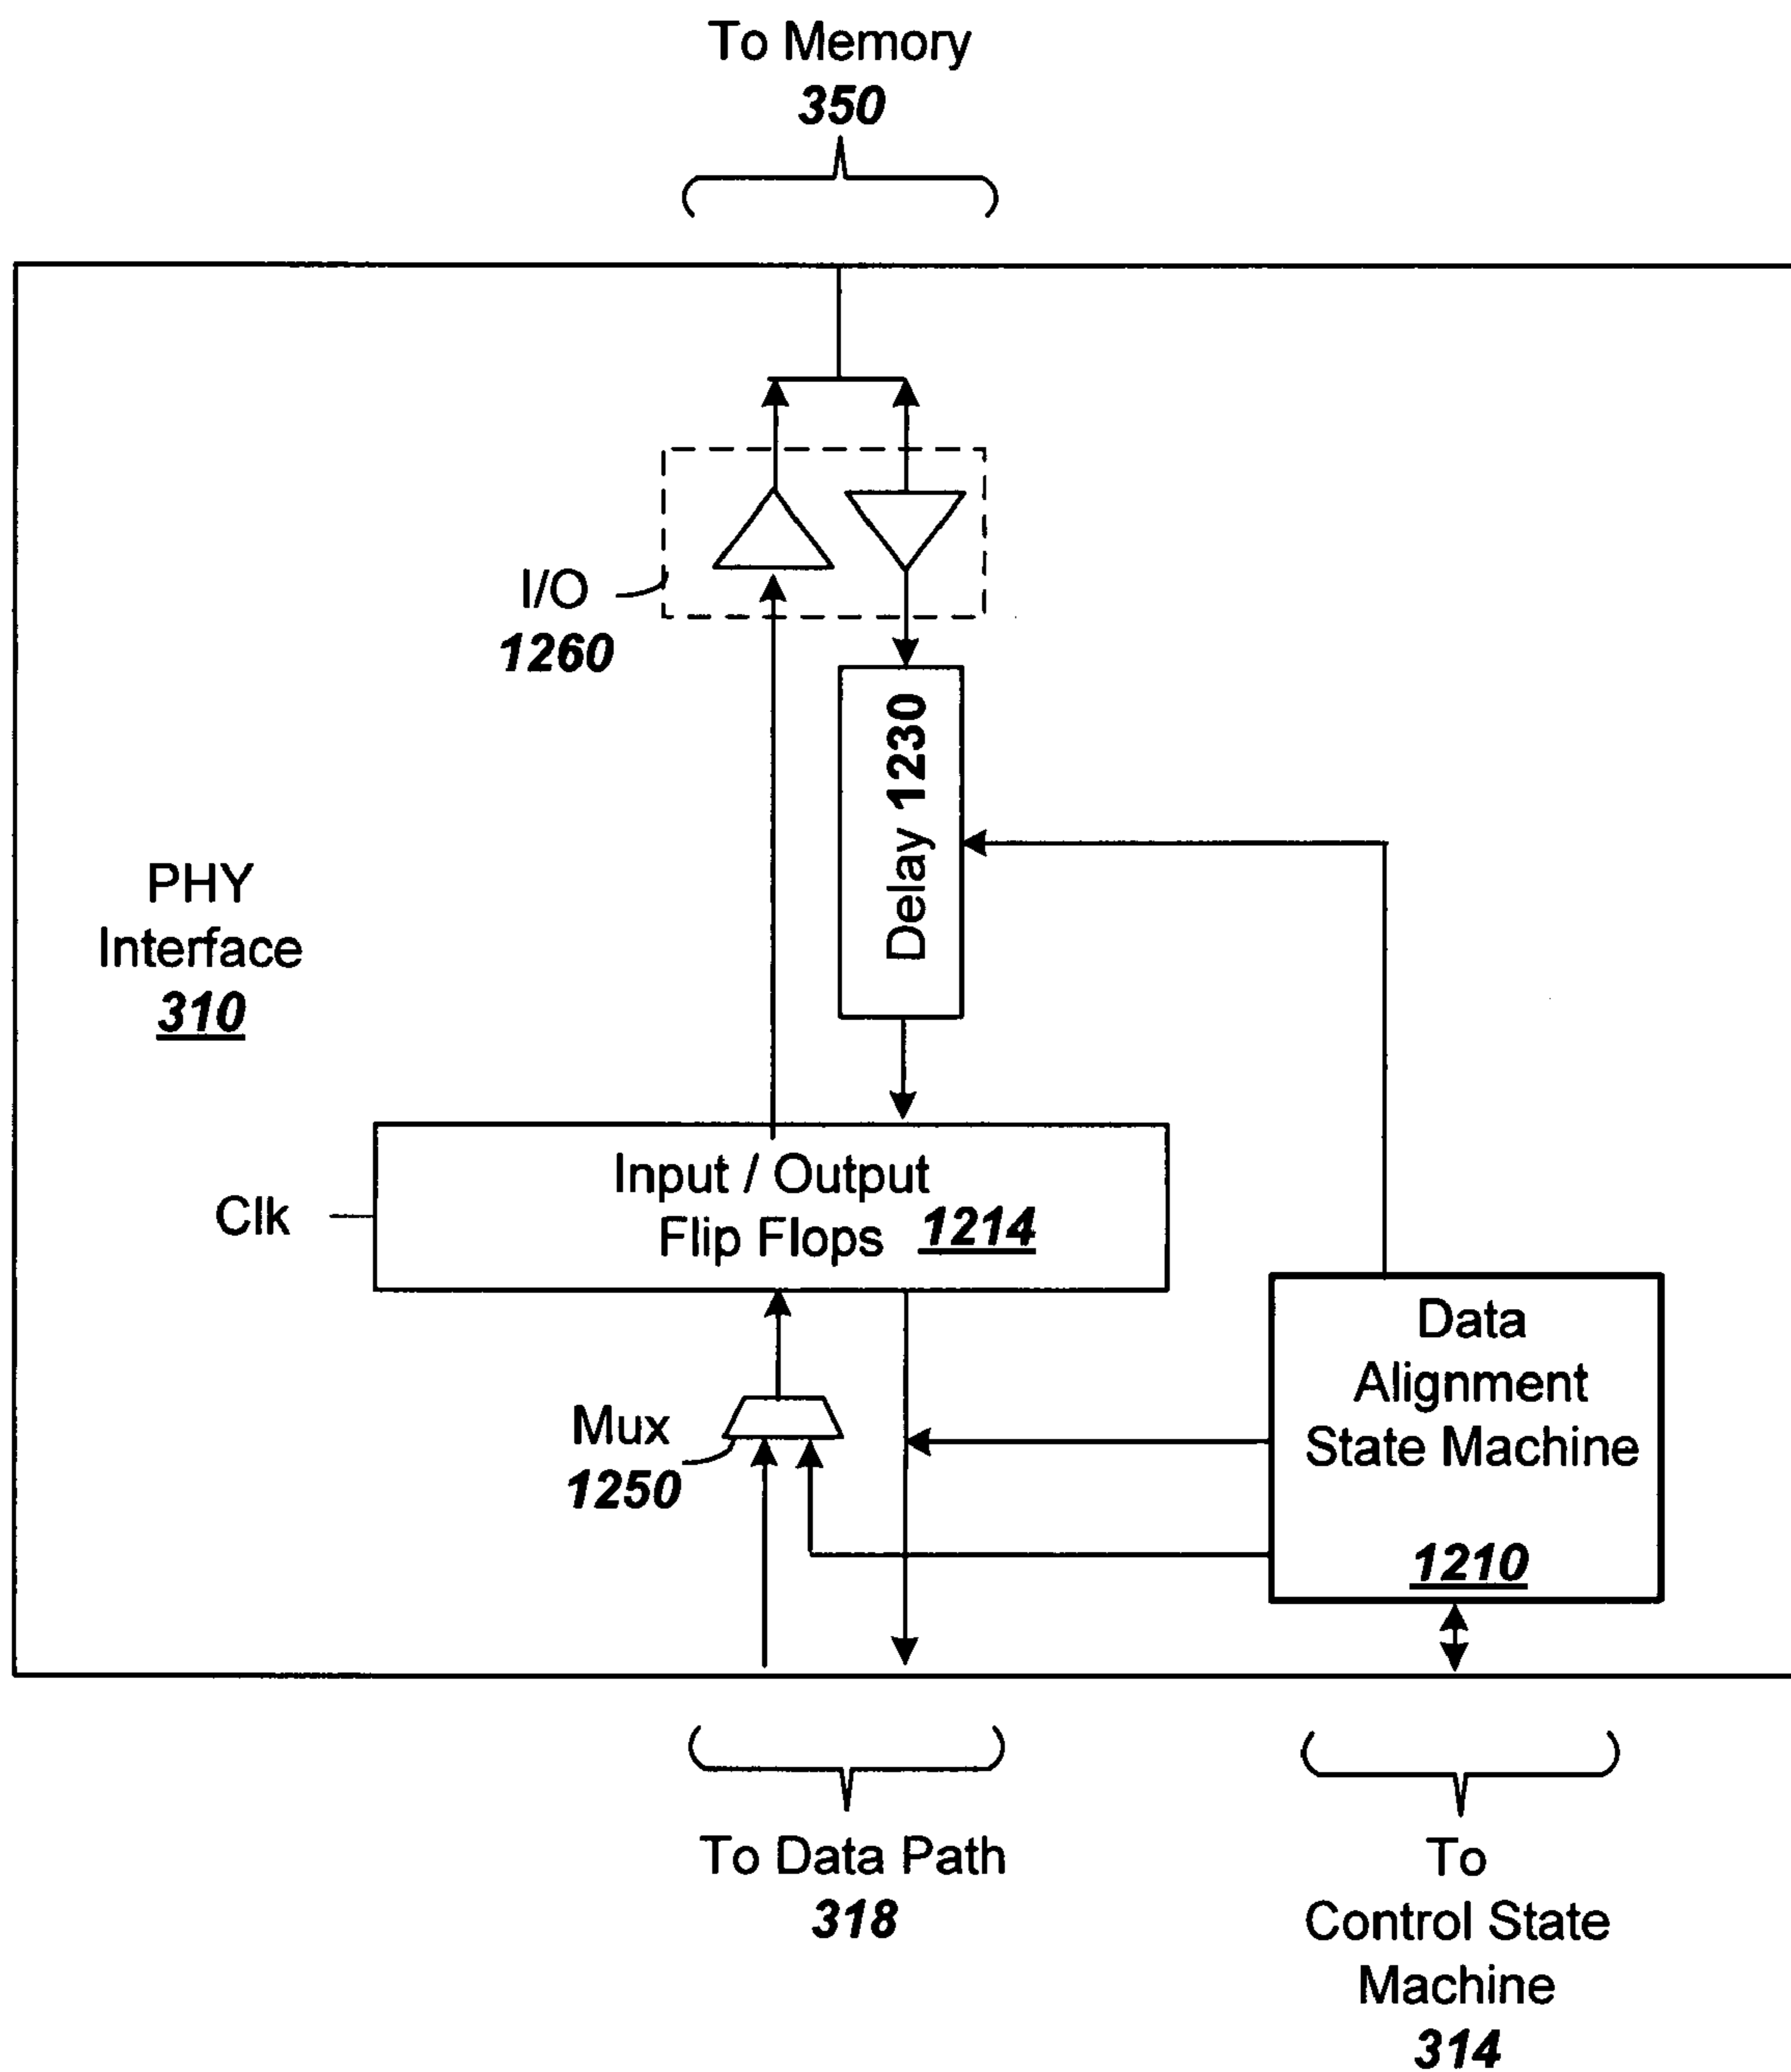 To Memory
350
I/O
1260
Delay 1230
PHY
Interface
310
Input / Output
Flip Flops 1214
Clk
Data
Alignment
State Machine
1210
Mux
1250
To Data Path
318
To
Control State
Machine
314